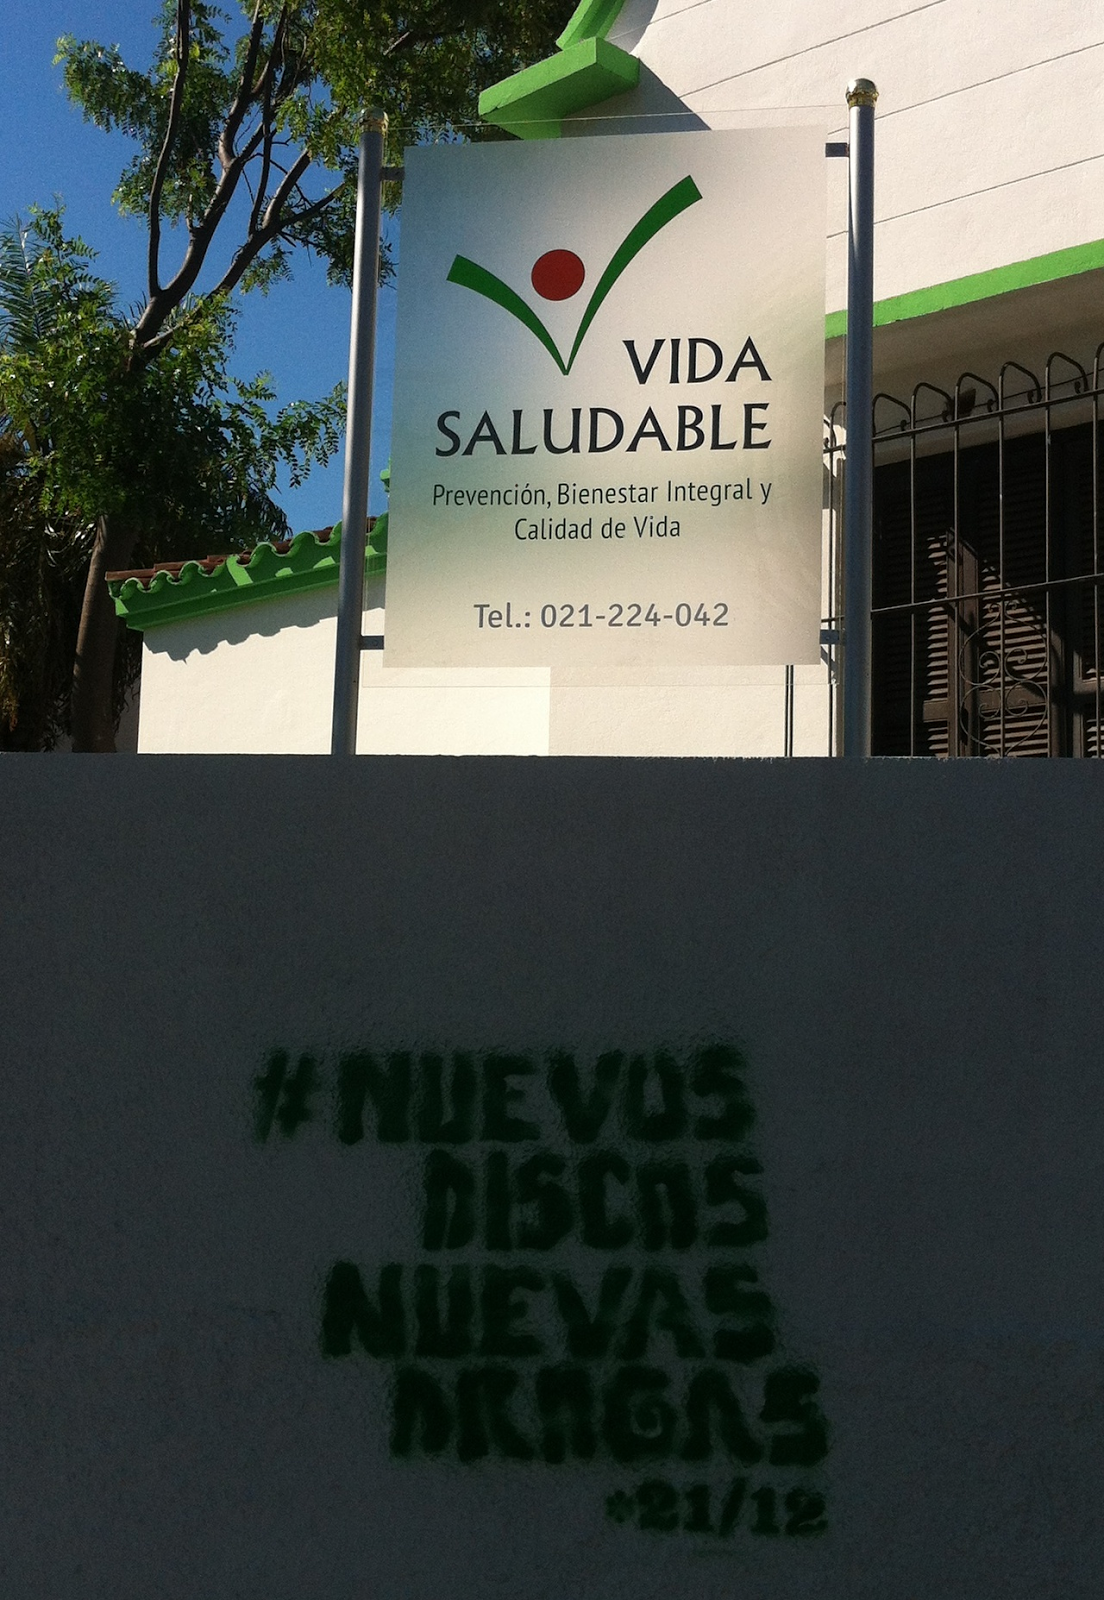 VIDA
SALUDABLE
Prevención, Bienestar Integral y
Calidad de Vida
Tel.: 021-224-042
#NUEVOS
DISCOS
NUEVAS
DROGAS
*21/12